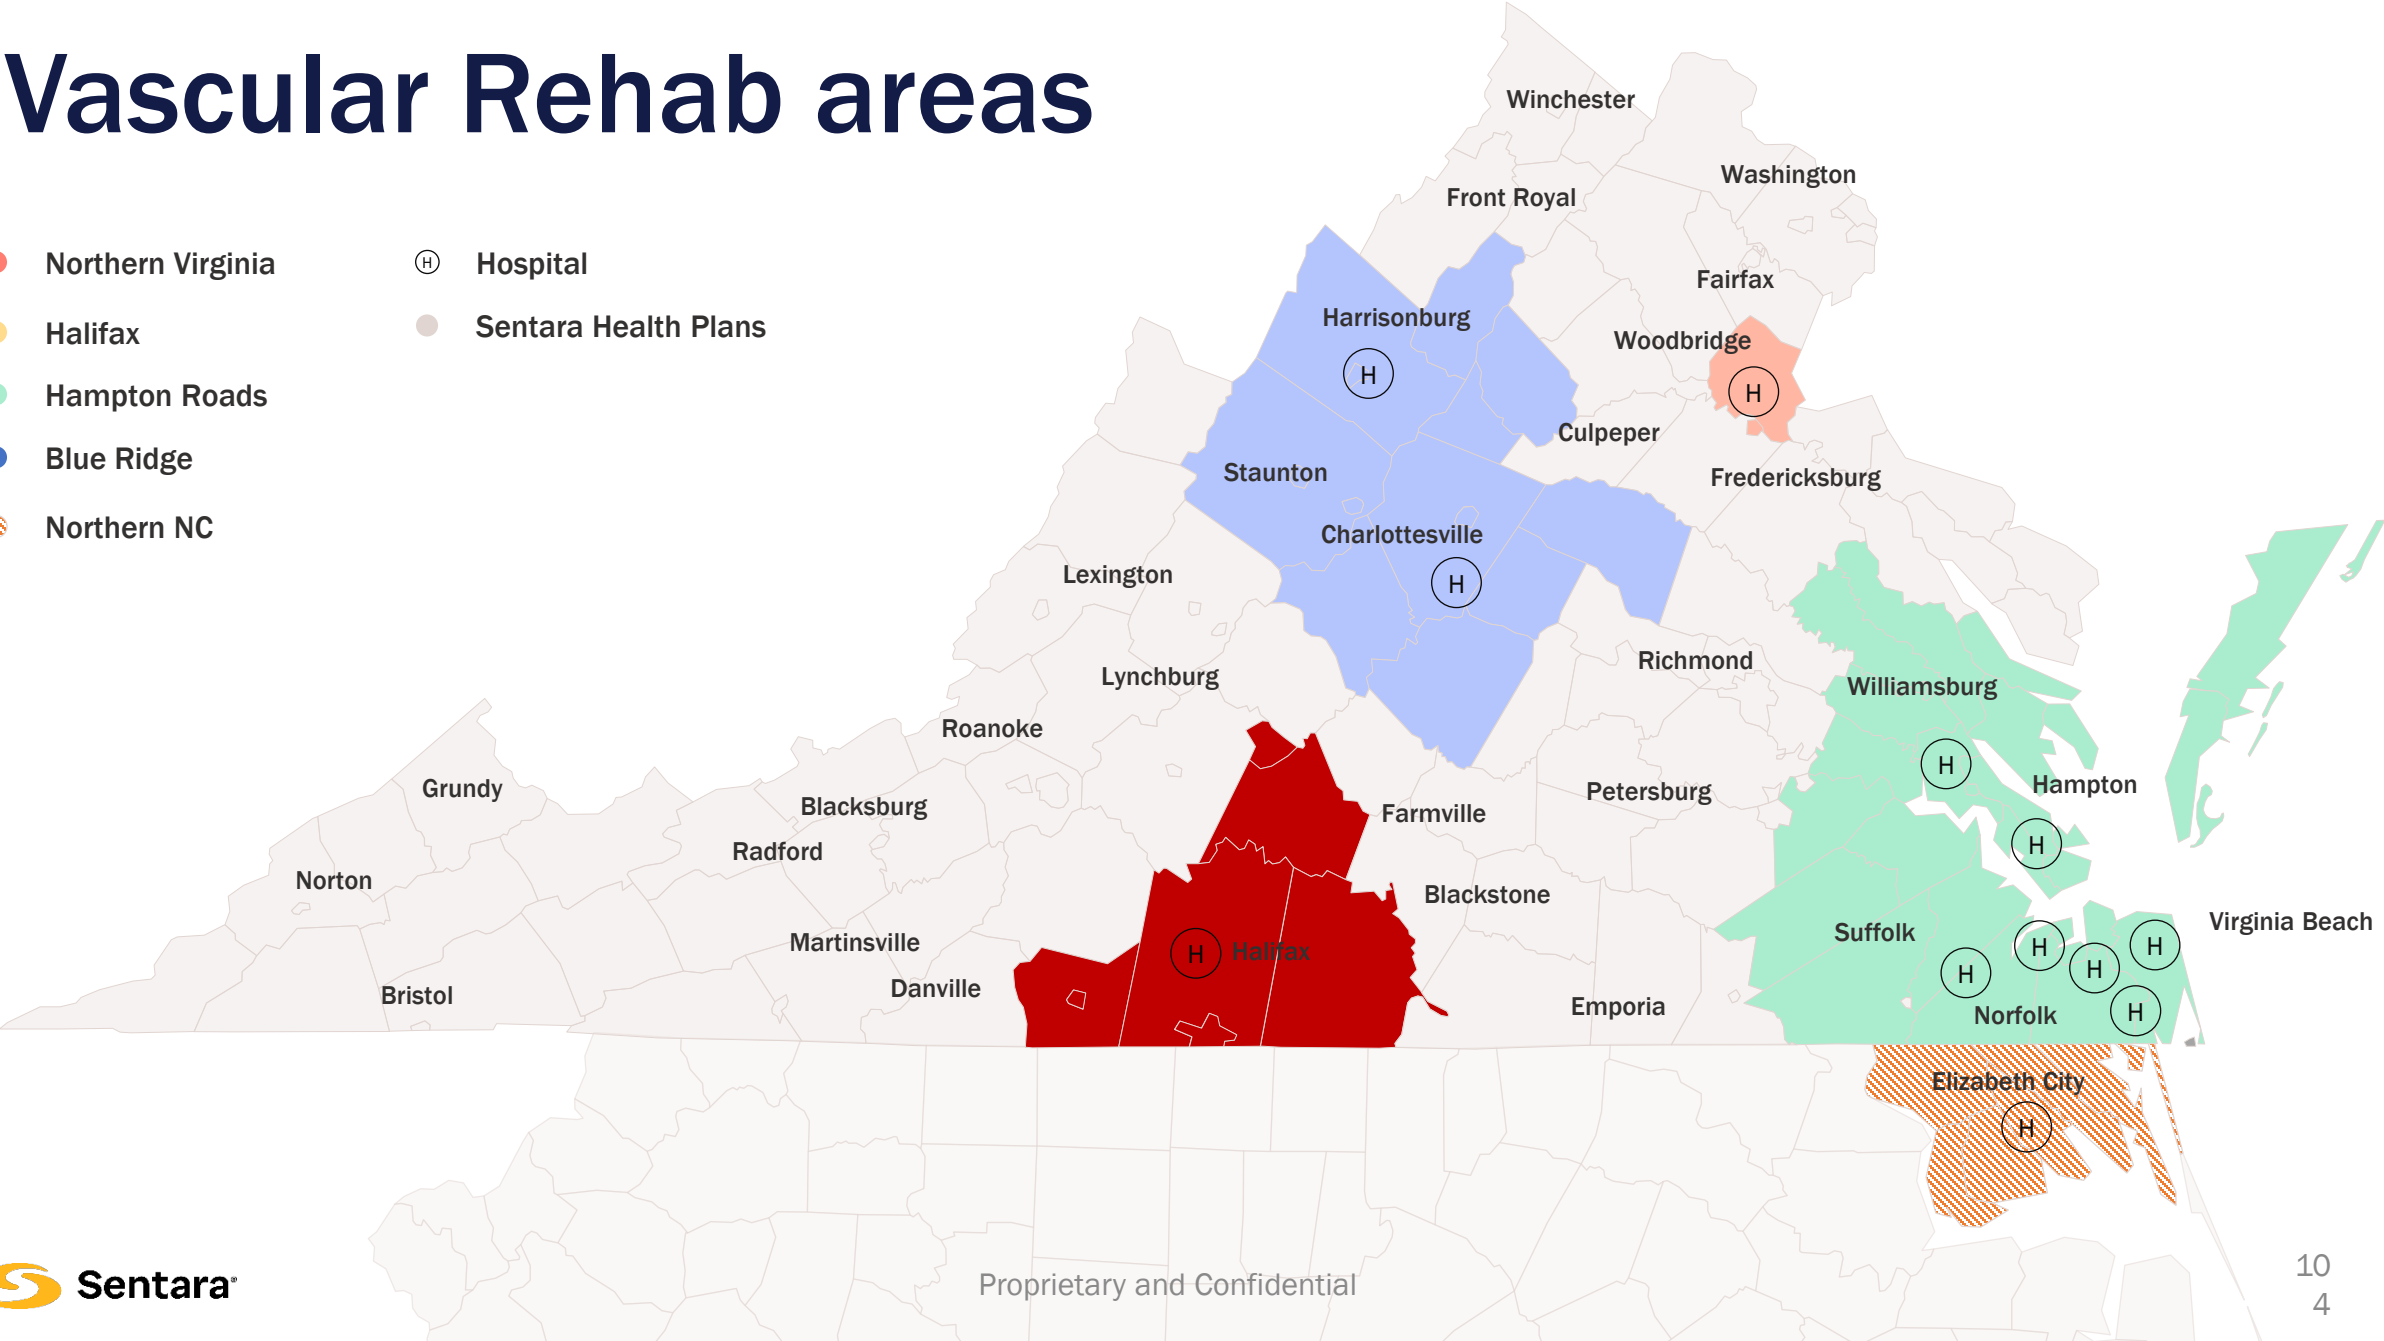 Vascular Rehab areas
Northern Virginia
Halifax
Hampton Roads
Blue Ridge
Northern NC
H Hospital
Sentara Health Plans
Winchester
Washington
Front Royal
Fairfax
Harrisonburg
H
Woodbridge
H
Culpeper
Staunton
Fredericksburg
Charlottesville
H
Lexington
Richmond
Lynchburg
Williamsburg
Roanoke
H
Grundy
Hampton
Petersburg
Blacksburg
Farmville
Radford
H
Norton
Blackstone
Virginia Beach
Suffolk
Martinsville
H Halifax
H
H
H
H
Danville
Bristol
Emporia
Norfolk
H
Elizabeth City
H
Sentara®
Proprietary and Confidential
10
4